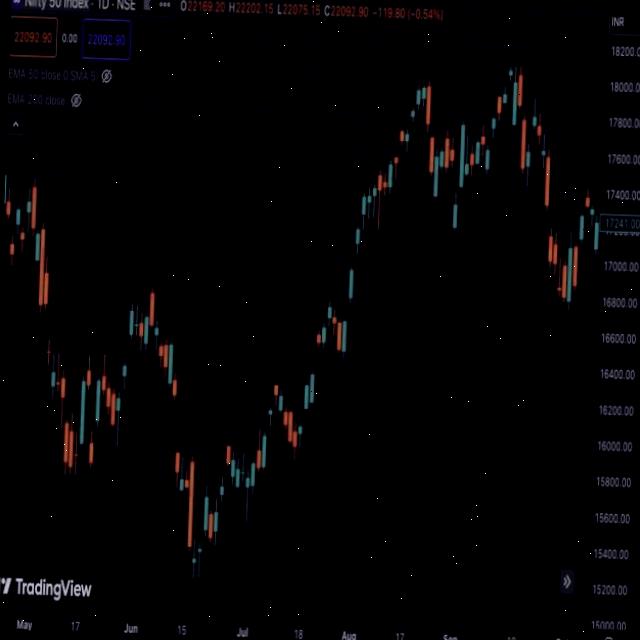 Nifty 50 Index · 1D · NSE O22169.20 H22202.15 L22075.15 C22092.90 −119.80 (−0.54%)
INR
22092.90 0.00 22092.90
EMA 50 close 0 SMA 5
EMA close
18200.
18000.00
17800.00
17600.00
17400.00
17241.00
17000.00
16800.00
16600.00
16400.00
16200.00
16000.00
15800.00
15600.00
15400.00
15200.00
15000.00
TradingView
May 17 Jun 15 Jul 18 Aug 17 Sep